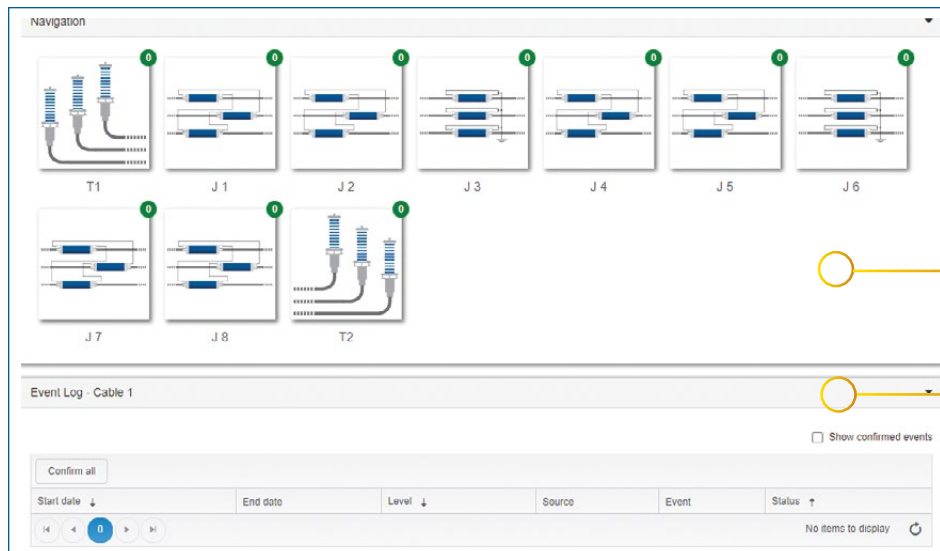 Navigation
0 0 0 0 0 0 0
T1 J 1 J 2 J 3 J 4 J 5 J 6
0 0 0
J 7 J 8 T2
Event Log - Cable 1
Show confirmed events
Confirm all
Start date ↓ End date Level ↓ Source Event Status ↑
0 No items to display